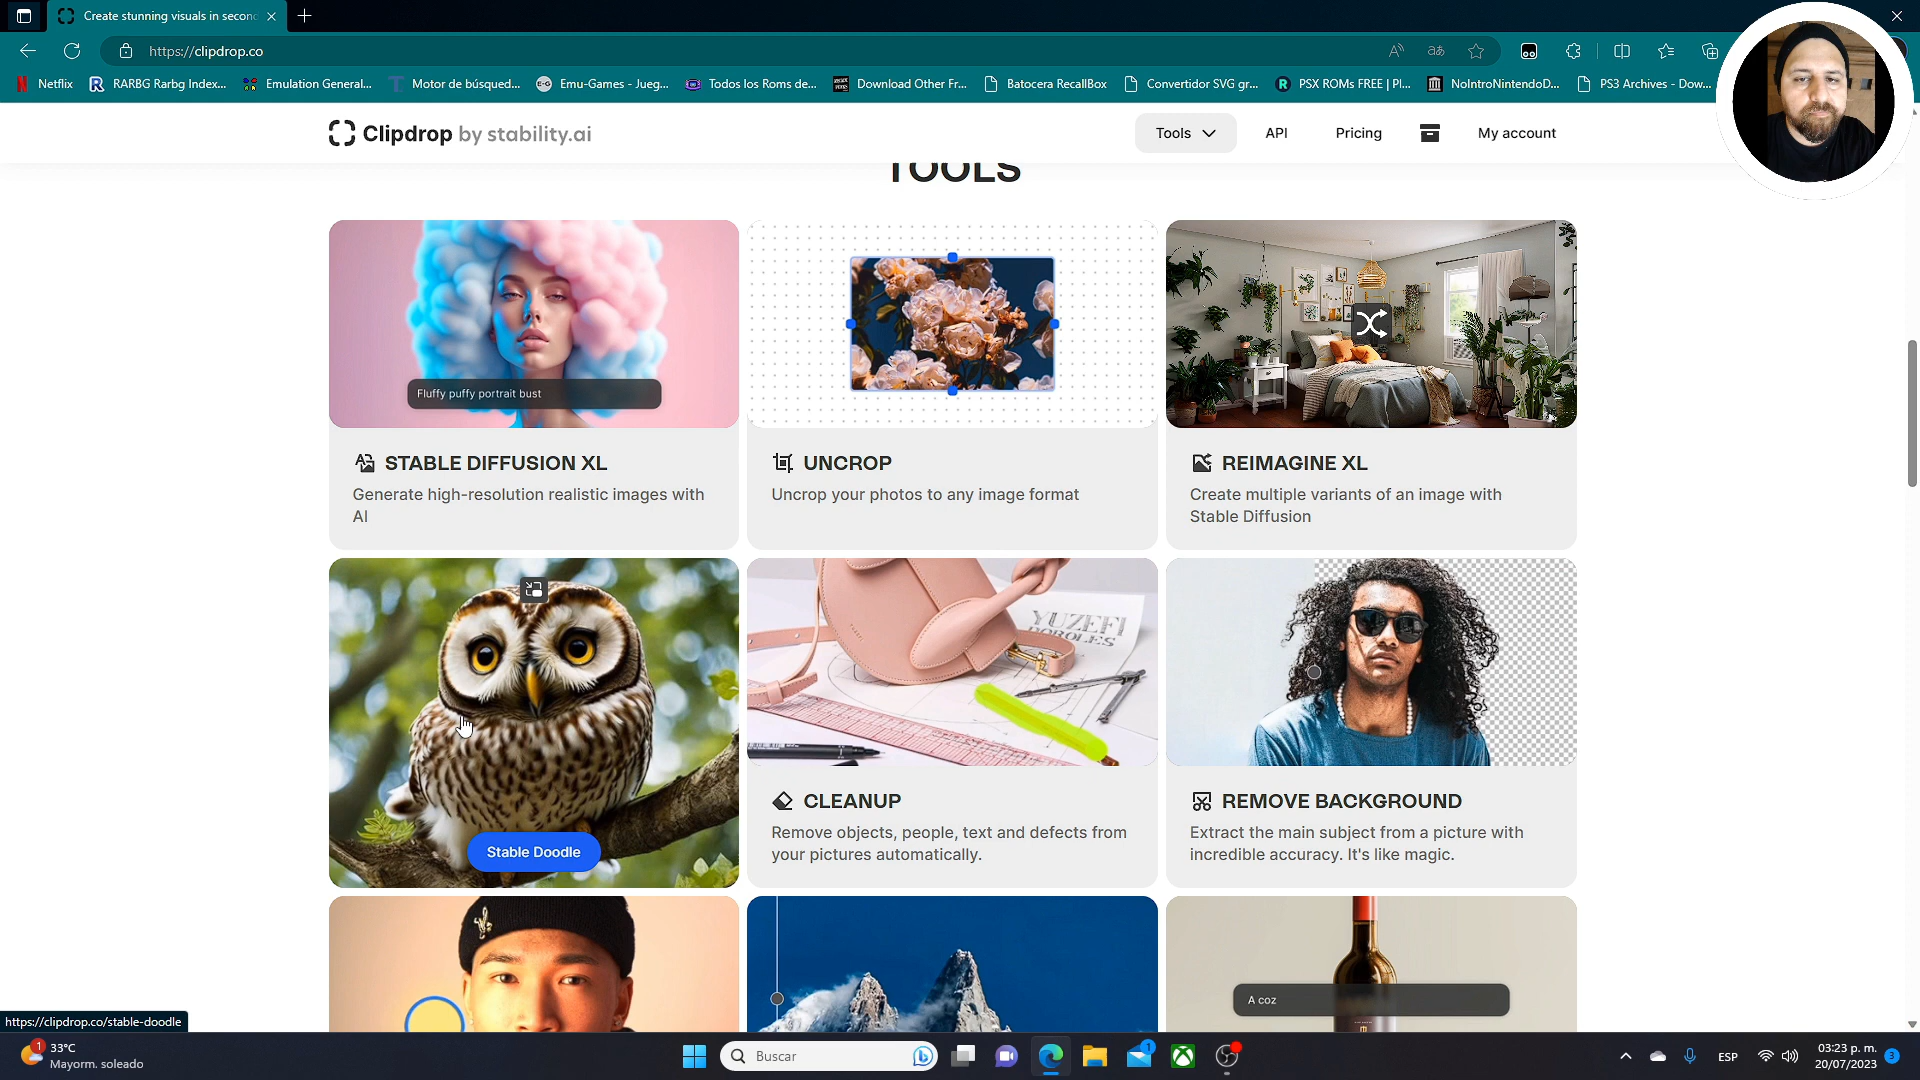 Create stunning visuals in secon
https://clipdrop.co
Netflix
RARBG Rarbg Index...
Emulation General...
Motor de búsqued...
Emu-Games - Jueg...
Todos los Roms de...
Download Other Fr...
Batocera RecallBox
Convertidor SVG gr...
PSX ROMs FREE | Pl...
NoIntroNintendoD...
PS3 Archives - Dow...
Clipdrop by stability.ai
Tools
API
Pricing
My account
TOOLS
Fluffy puffy portrait bust
STABLE DIFFUSION XL
Generate high-resolution realistic images with
AI
UNCROP
Uncrop your photos to any image format
REIMAGINE XL
Create multiple variants of an image with
Stable Diffusion
Stable Doodle
YUZEFI
CLEANUP
Remove objects, people, text and defects from
your pictures automatically.
REMOVE BACKGROUND
Extract the main subject from a picture with
incredible accuracy. It's like magic.
A coz
https://clipdrop.co/stable-doodle
1
33°C
Mayorm. soleado
Buscar
1
ESP
03:23 p. m.
20/07/2023
3